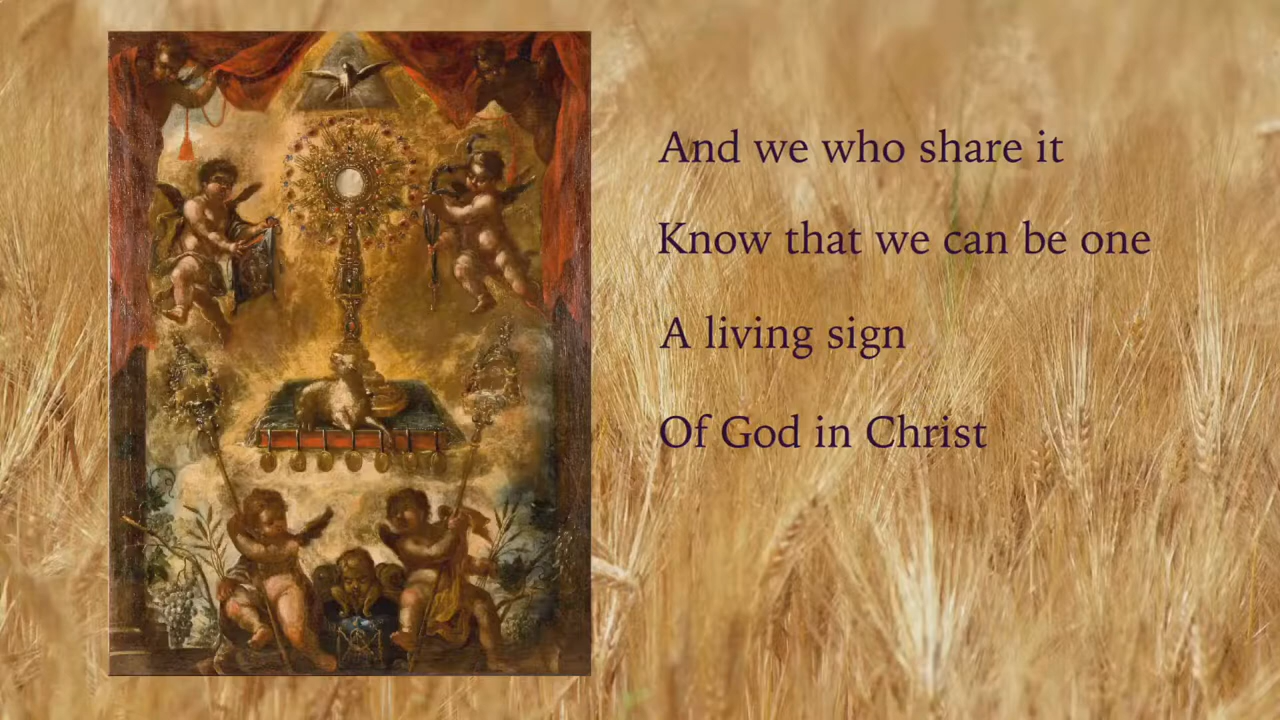 And we who share it
Know that we can be one
A living sign
Of God in Christ